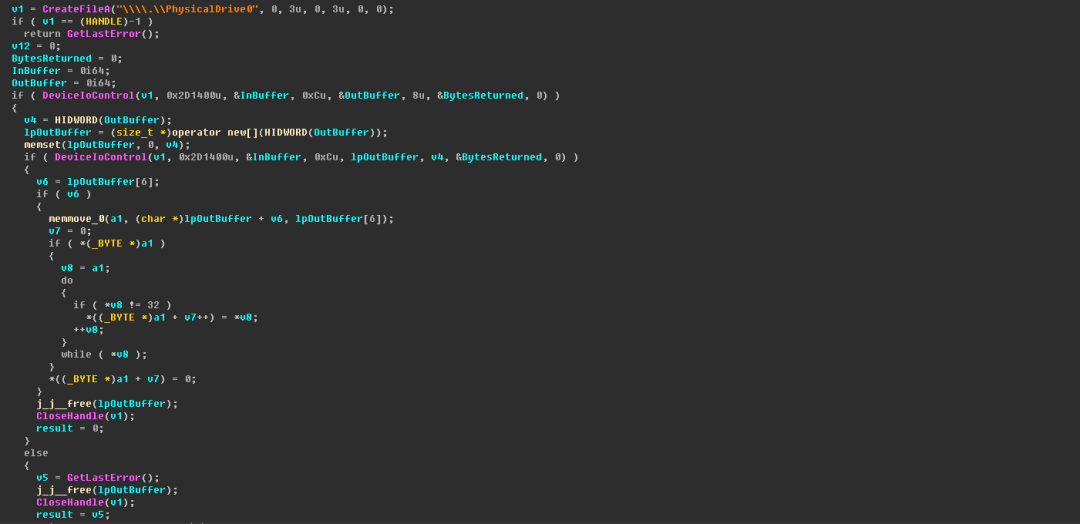 v1 = CreateFileA("\\\\.\\PhysicalDrive0", 0, 3u, 0, 3u, 0, 0);
if ( v1 == (HANDLE)-1 )
return GetLastError();
v12 = 0;
BytesReturned = 0;
InBuffer = 0i64;
OutBuffer = 0i64;
if ( DeviceIoControl(v1, 0x2D1400u, &InBuffer, 0xCu, &OutBuffer, 8u, &BytesReturned, 0) )
{
v4 = HIDWORD(OutBuffer);
lpOutBuffer = (size_t *)operator new[](HIDWORD(OutBuffer));
memset(lpOutBuffer, 0, v4);
if ( DeviceIoControl(v1, 0x2D1400u, &InBuffer, 0xCu, lpOutBuffer, v4, &BytesReturned, 0) )
{
v6 = lpOutBuffer[6];
if ( v6 )
{
memmove_0(a1, (char *)lpOutBuffer + v6, lpOutBuffer[6]);
v7 = 0;
if ( *(_BYTE *)a1 )
{
v8 = a1;
do
{
if ( *v8 != 32 )
*((_BYTE *)a1 + v7++) = *v8;
++v8;
}
while ( *v8 );
}
*((_BYTE *)a1 + v7) = 0;
}
j_j__free(lpOutBuffer);
CloseHandle(v1);
result = 0;
}
else
{
v5 = GetLastError();
j_j__free(lpOutBuffer);
CloseHandle(v1);
result = v5;